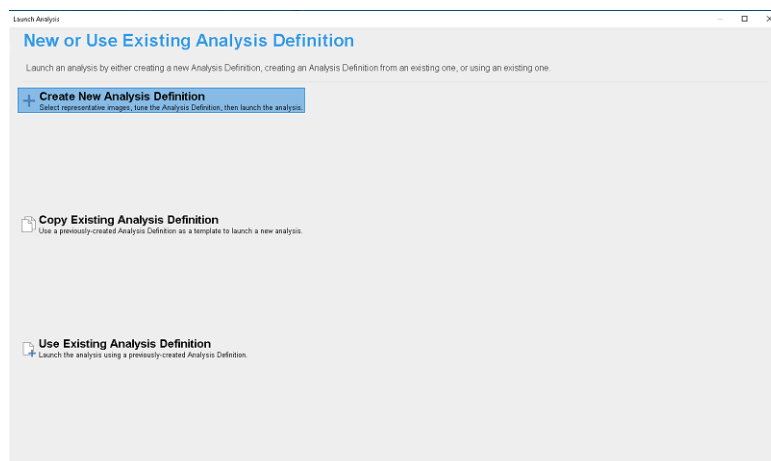 Launch Analysis
New or Use Existing Analysis Definition
Launch an analysis by either creating a new Analysis Definition, creating an Analysis Definition from an existing one, or using an existing one.
Create New Analysis Definition
Select representative images, tune the Analysis Definition, then launch the analysis.
Copy Existing Analysis Definition
Use a previously-created Analysis Definition as a template to launch a new analysis.
Use Existing Analysis Definition
Launch the analysis using a previously-created Analysis Definition.